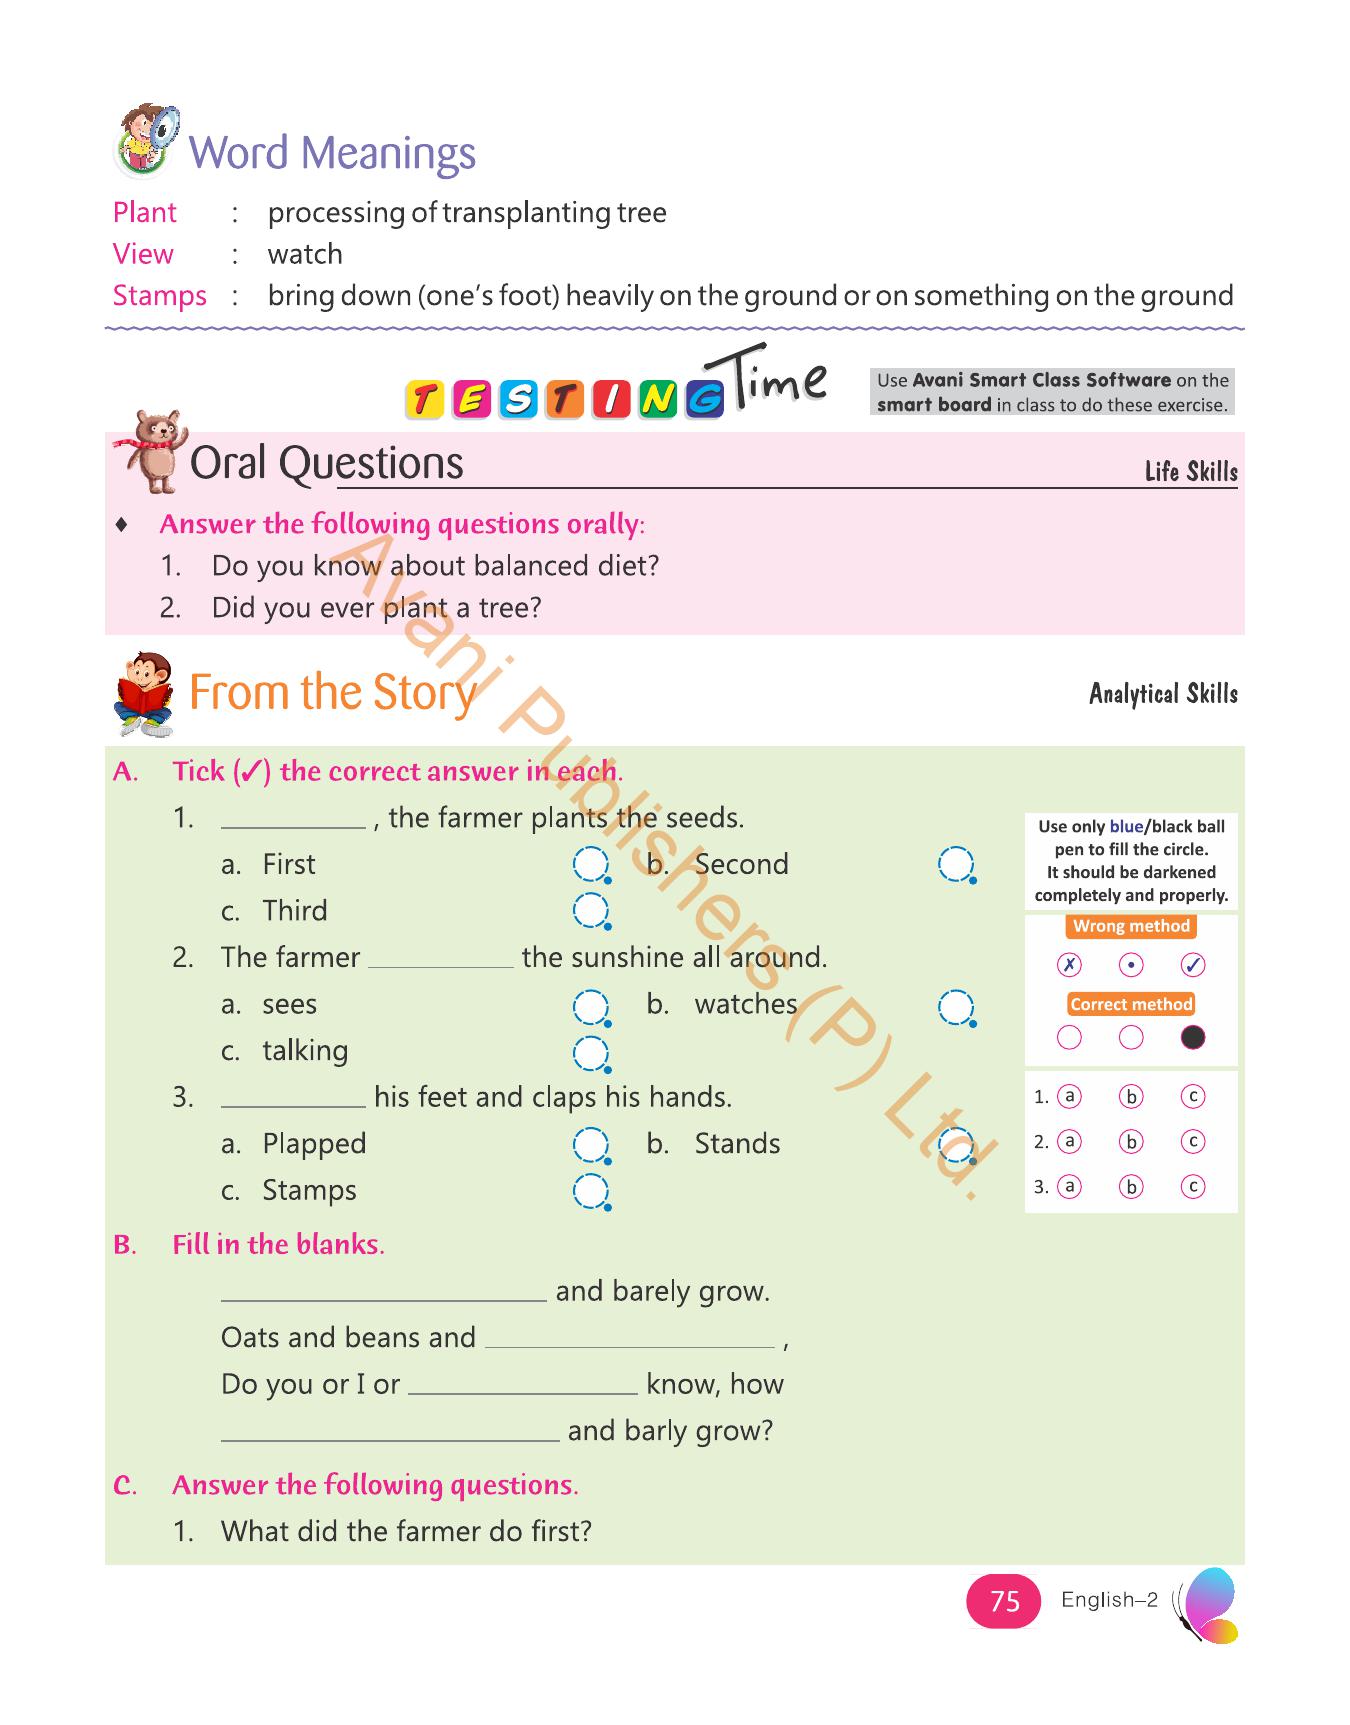 Word Meanings
Plant : processing of transplanting tree
View : watch
Stamps : bring down (one's foot) heavily on the ground or on something on the ground
TESTING Time
Use Avani Smart Class Software on the
smart board in class to do these exercise.
Oral Questions
Life Skills
♦ Answer the following questions orally:
1. Do you know about balanced diet?
2. Did you ever plant a tree?
From the Story
Analytical Skills
A. Tick (✓) the correct answer in each.
1. __________ , the farmer plants the seeds.
a. First b. Second
c. Third
2. The farmer __________ the sunshine all around.
a. sees b. watches
c. talking
3. __________ his feet and claps his hands.
a. Plapped b. Stands
c. Stamps
Use only blue/black ball
pen to fill the circle.
It should be darkened
completely and properly.
Wrong method
✗ • ✓
Correct method
1. a b c
2. a b c
3. a b c
B. Fill in the blanks.
__________ and barely grow.
Oats and beans and __________ ,
Do you or I or __________ know, how
__________ and barly grow?
C. Answer the following questions.
1. What did the farmer do first?
75 English–2
Avani Publishers (P) Ltd.